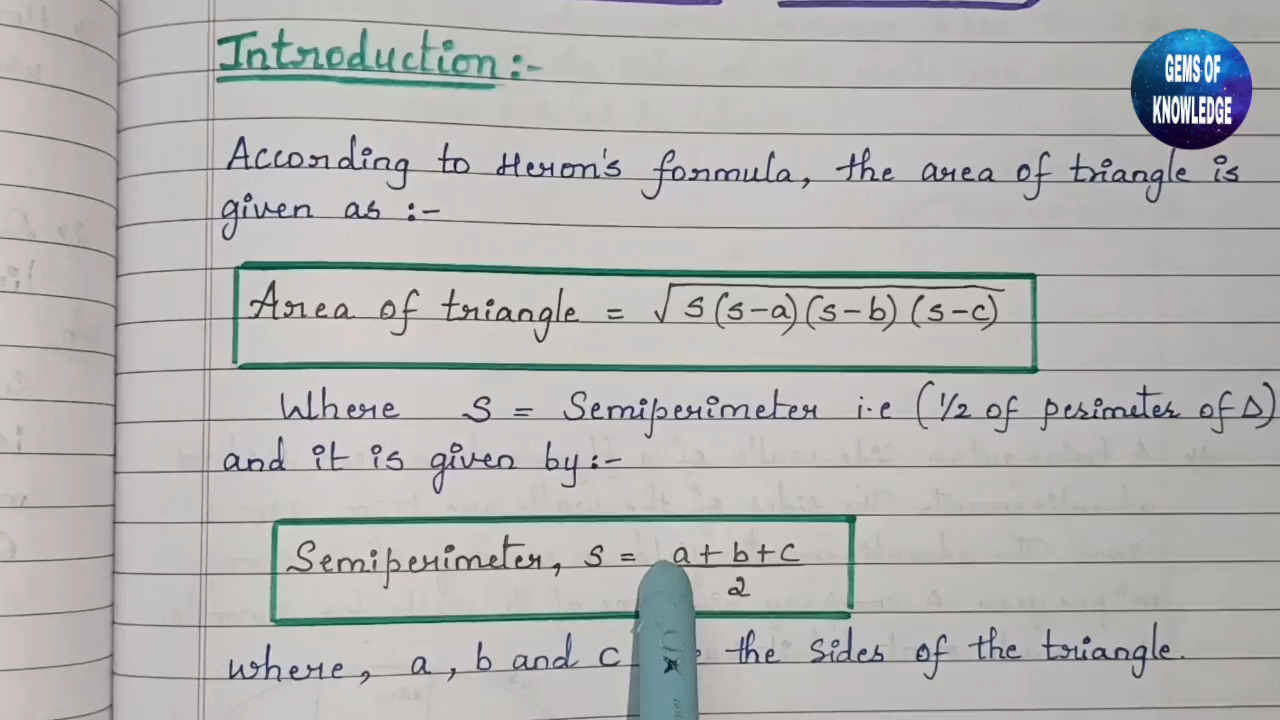 Introduction :-
GEMS OF
KNOWLEDGE
According to Heron's formula, the area of triangle is
given as :-
Area of triangle = √s(s-a)(s-b)(s-c)
Where S = Semiperimeter i.e (1/2 of perimeter of Δ)
and it is given by :-
Semiperimeter, s = a+b+c
2
where, a, b and c the sides of the triangle.